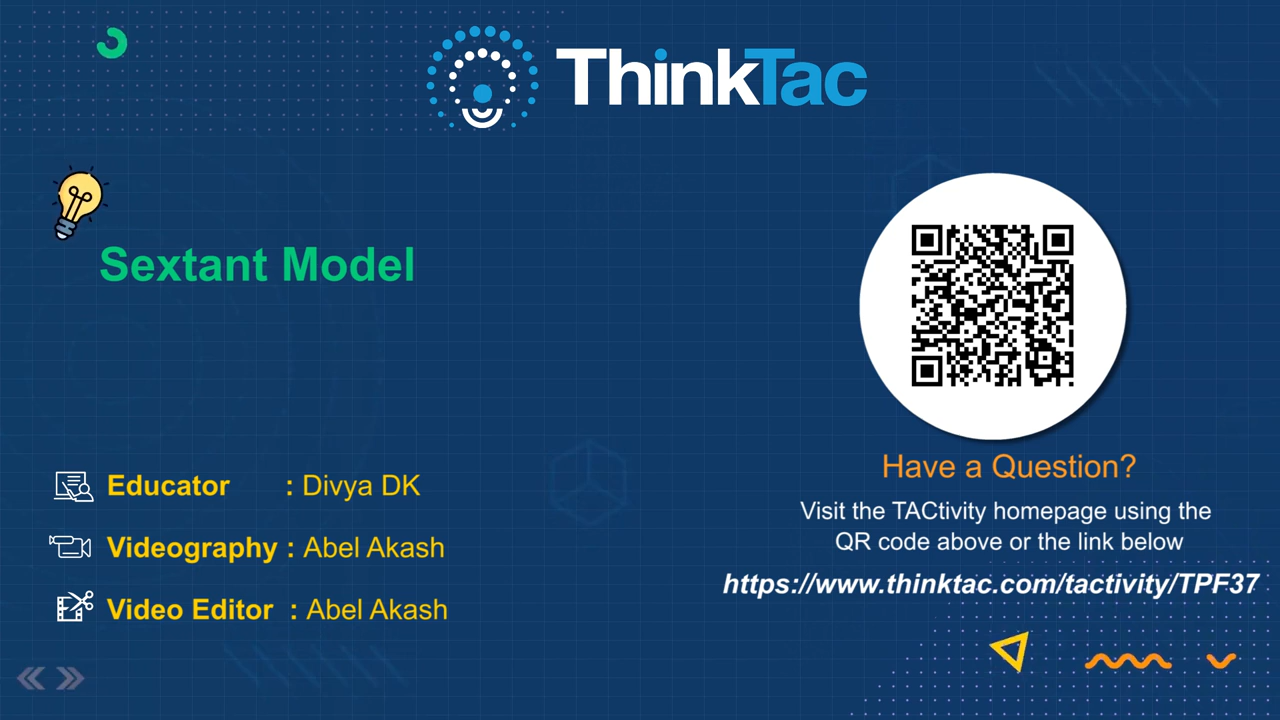 ThinkTac
Sextant Model
Educator : Divya DK
Videography : Abel Akash
Video Editor : Abel Akash
Have a Question?
Visit the TACtivity homepage using the
QR code above or the link below
https://www.thinktac.com/tactivity/TPF37